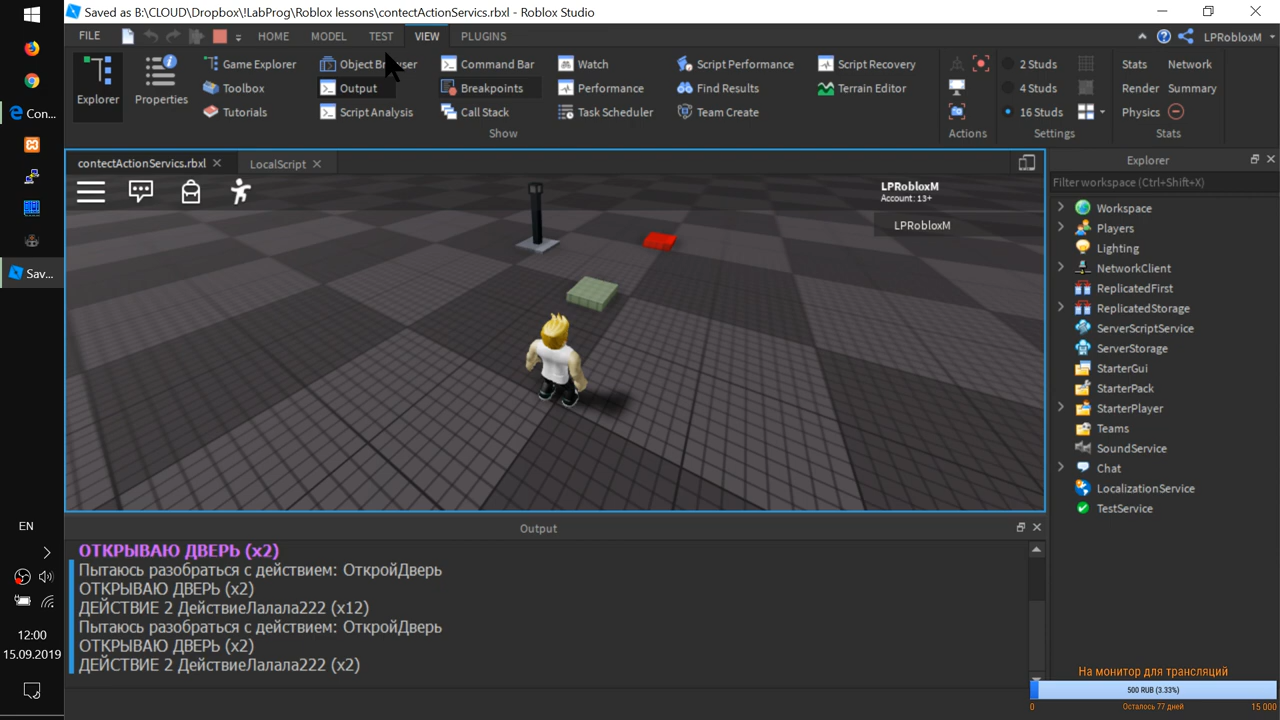 Saved as B:\CLOUD\Dropbox\!LabProg\Roblox lessons\contectActionServics.rbxl - Roblox Studio
FILE HOME MODEL TEST VIEW PLUGINS LPRobloxM
Explorer
Properties
Game Explorer
Toolbox
Tutorials
Object Br ser
Output
Script Analysis
Command Bar
Breakpoints
Call Stack
Watch
Performance
Task Scheduler
Script Performance
Find Results
Team Create
Script Recovery
Terrain Editor
Show
Actions
2 Studs
4 Studs
16 Studs
Settings
Stats Network
Render Summary
Physics
Stats
contectActionServics.rbxl
LocalScript
LPRobloxM
Account: 13+
LPRobloxM
Explorer
Filter workspace (Ctrl+Shift+X)
Workspace
Players
Lighting
NetworkClient
ReplicatedFirst
ReplicatedStorage
ServerScriptService
ServerStorage
StarterGui
StarterPack
StarterPlayer
Teams
SoundService
Chat
LocalizationService
TestService
Output
ОТКРЫВАЮ ДВЕРЬ (x2)
Пытаюсь разобраться с действием: ОткройДверь
ОТКРЫВАЮ ДВЕРЬ (x2)
ДЕЙСТВИЕ 2 ДействиеЛалала222 (x12)
Пытаюсь разобраться с действием: ОткройДверь
ОТКРЫВАЮ ДВЕРЬ (x2)
ДЕЙСТВИЕ 2 ДействиеЛалала222 (x2)
На монитор для трансляций
500 RUB (3.33%)
0 Осталось 77 дней 15 000
Con...
Sav...
EN
12:00
15.09.2019